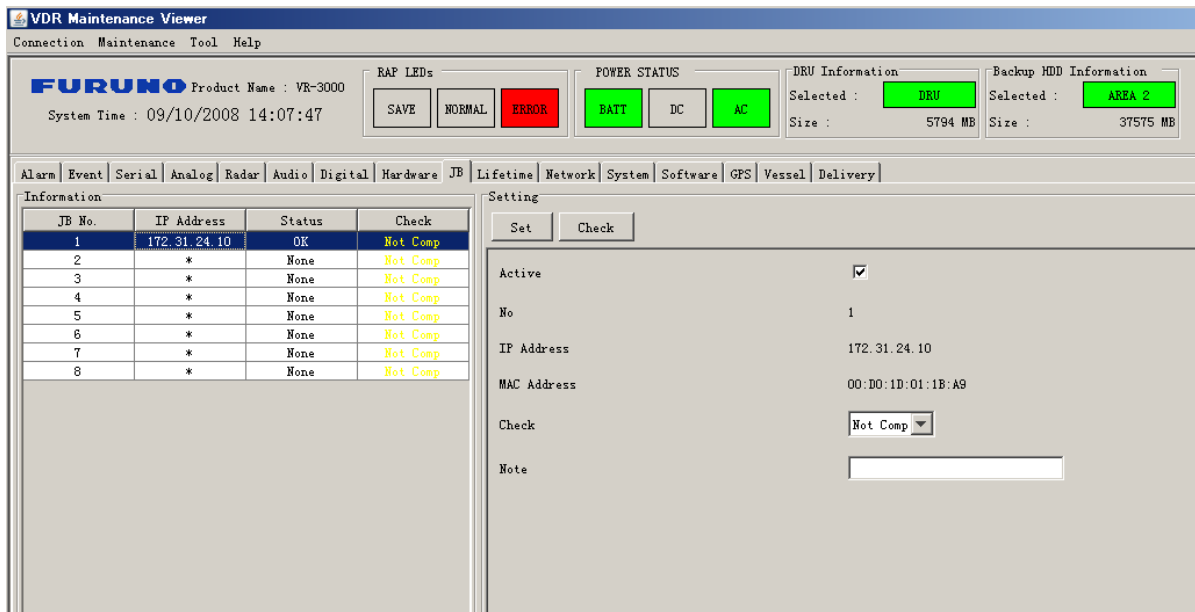 VDR Maintenance Viewer
Connection Maintenance Tool Help
FURUNO Product Name : VR-3000
System Time : 09/10/2008 14:07:47
RAP LEDs
SAVE NORMAL ERROR
POWER STATUS
BATT DC AC
DRU Information
Selected : DRU
Size : 5794 MB
Backup HDD Information
Selected : AREA 2
Size : 37575 MB
Alarm Event Serial Analog Radar Audio Digital Hardware JB Lifetime Network System Software GPS Vessel Delivery
Information
JB No. IP Address Status Check
1 172.31.24.10 OK Not Comp
2 * None Not Comp
3 * None Not Comp
4 * None Not Comp
5 * None Not Comp
6 * None Not Comp
7 * None Not Comp
8 * None Not Comp
Setting
Set Check
Active
No 1
IP Address 172.31.24.10
MAC Address 00:D0:1D:01:1B:A9
Check Not Comp
Note